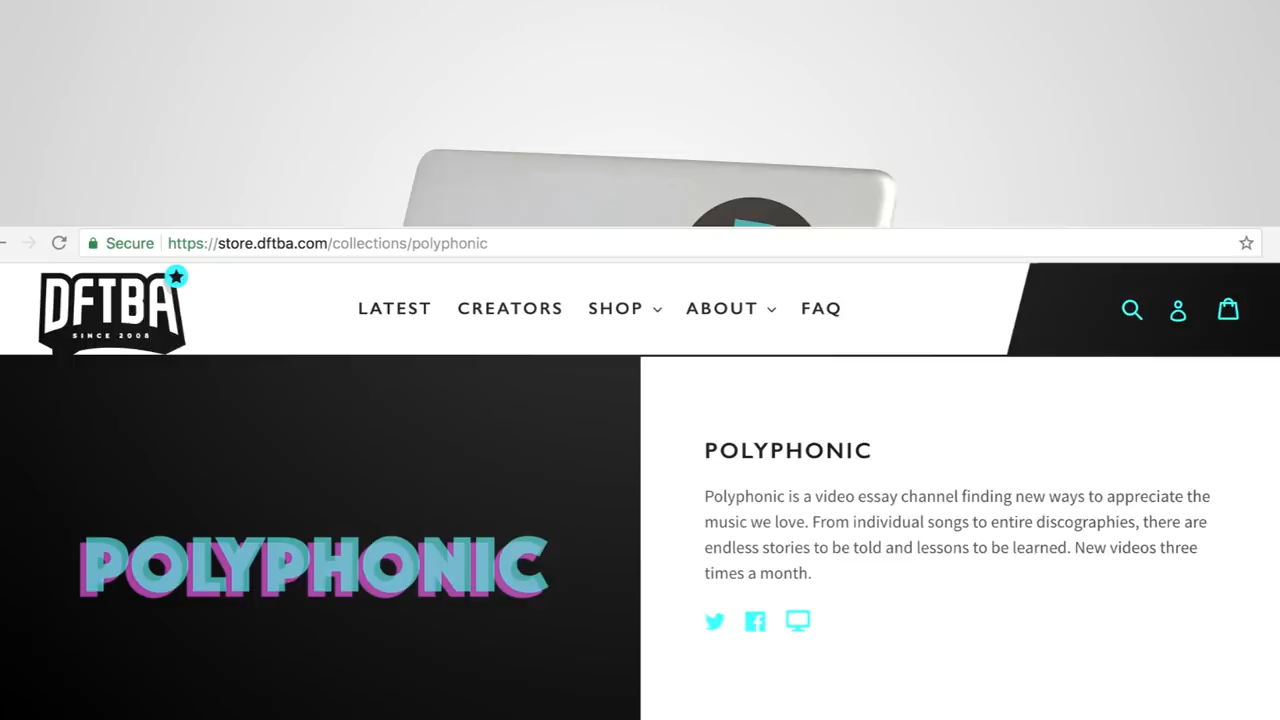 Secure https://store.dftba.com/collections/polyphonic
DFTBA
SINCE 2008
LATEST CREATORS SHOP ABOUT FAQ
POLYPHONIC
POLYPHONIC
Polyphonic is a video essay channel finding new ways to appreciate the
music we love. From individual songs to entire discographies, there are
endless stories to be told and lessons to be learned. New videos three
times a month.